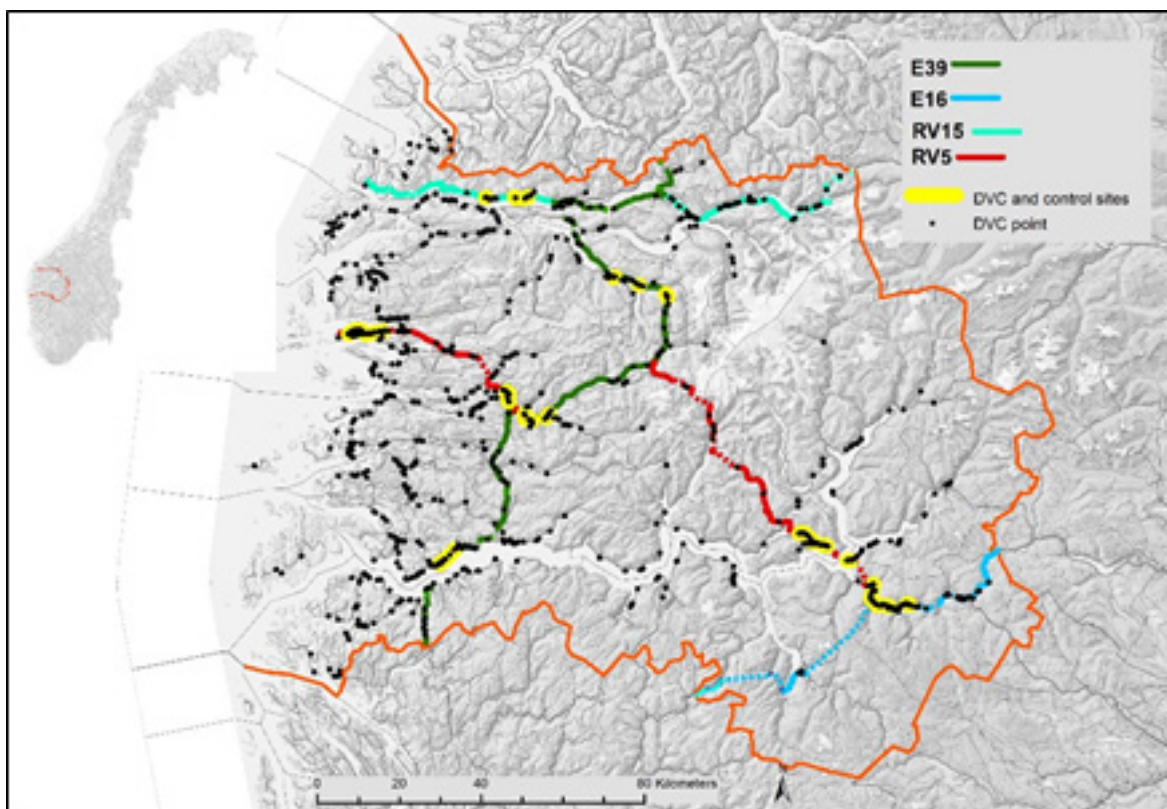 E39
E16
RV15
RV5
DVC and control sites
DVC point
0 20 40 80 Kilometers